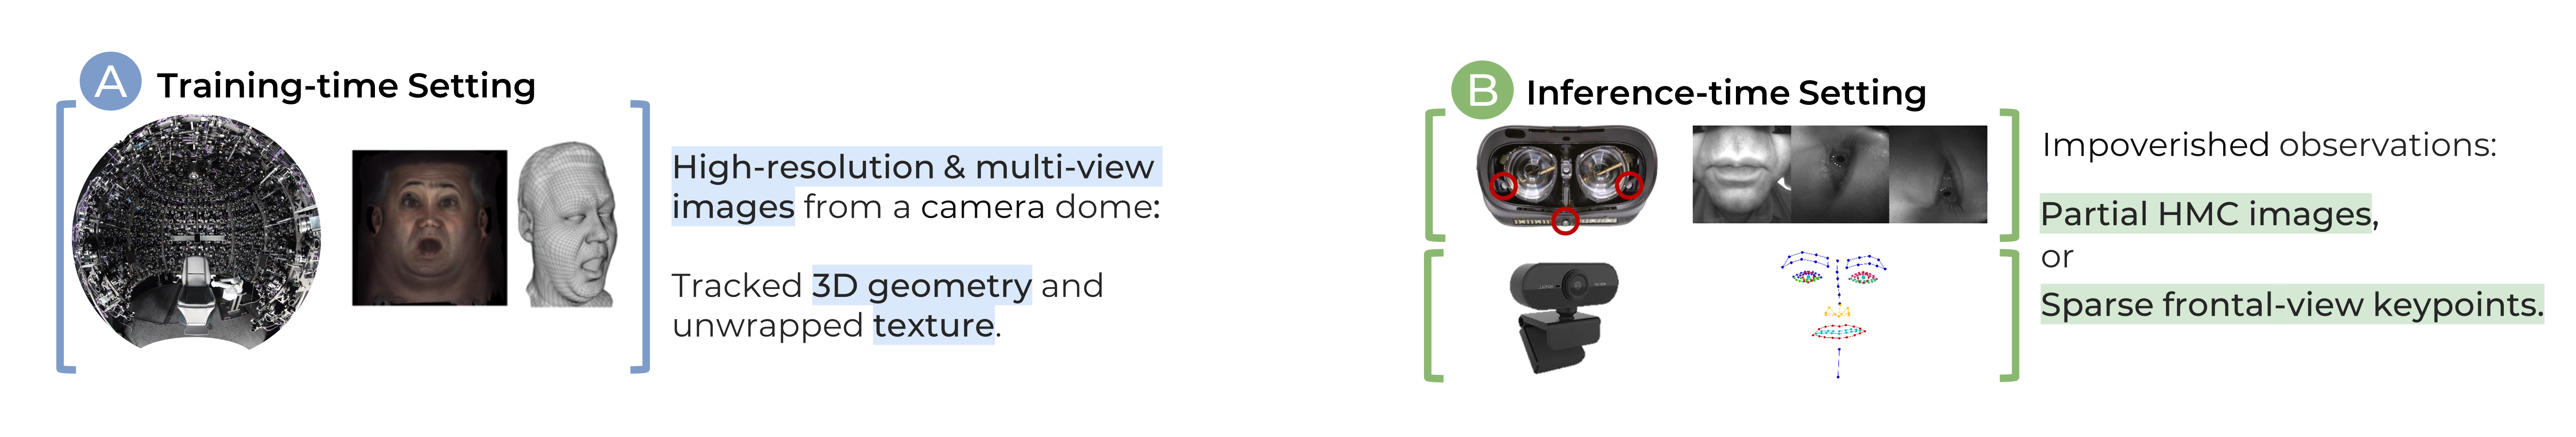 A Training-time Setting
High-resolution & multi-view
images from a camera dome:
Tracked 3D geometry and
unwrapped texture.
B Inference-time Setting
Impoverished observations:
Partial HMC images,
or
Sparse frontal-view keypoints.